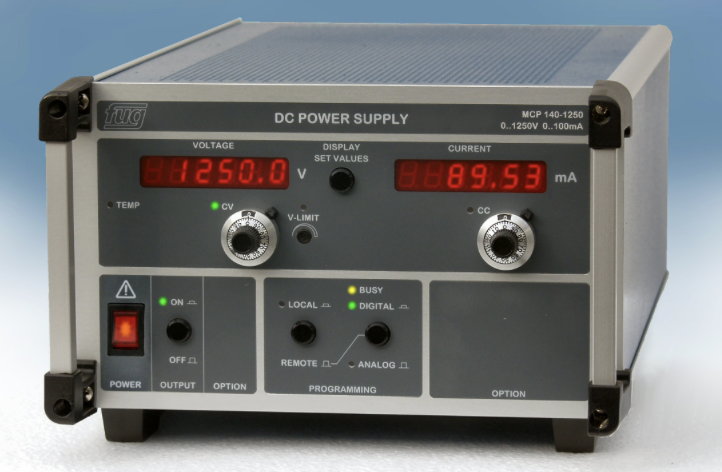 fug
DC POWER SUPPLY
MCP 140-1250
0..1250V 0..100mA
VOLTAGE
DISPLAY
SET VALUES
CURRENT
1250.0 V
89.53 mA
TEMP
CV
V-LIMIT
CC
ON
OFF
POWER
OUTPUT
OPTION
BUSY
LOCAL
DIGITAL
REMOTE
ANALOG
PROGRAMMING
OPTION